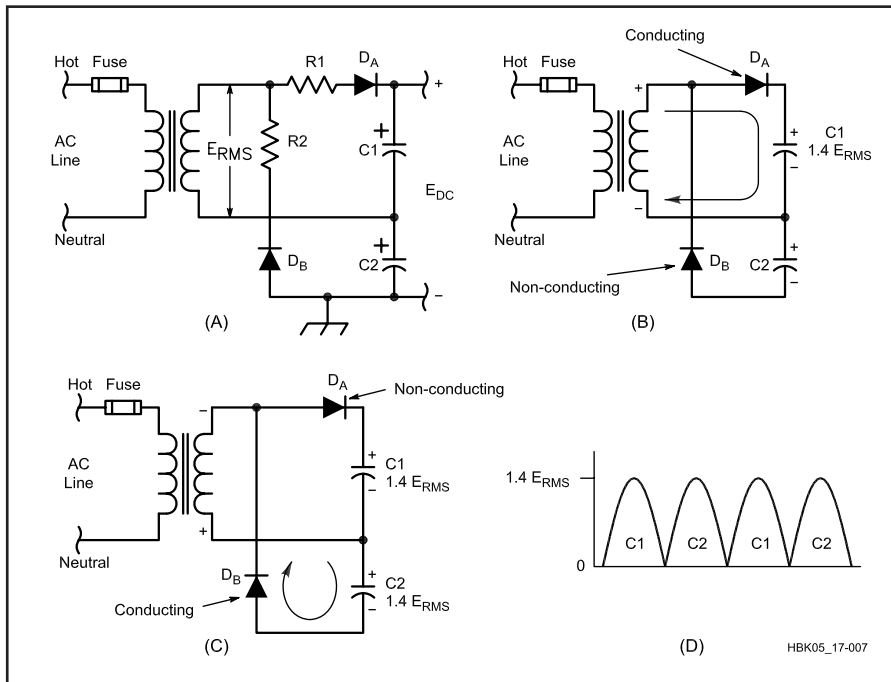 Hot
Fuse
AC
Line
Neutral
E_RMS
R1
D_A
R2
D_B
+
C1
+
C2
+
E_DC
−
(A)
Conducting
Hot
Fuse
D_A
AC
Line
Neutral
+
−
+
C1
1.4 E_RMS
−
D_B
+
C2
−
Non-conducting
(B)
Hot
Fuse
D_A
Non-conducting
AC
Line
Neutral
−
+
+
C1
1.4 E_RMS
−
D_B
+
C2
1.4 E_RMS
−
Conducting
(C)
1.4 E_RMS
C1 C2 C1 C2
0
(D)
HBK05_17-007